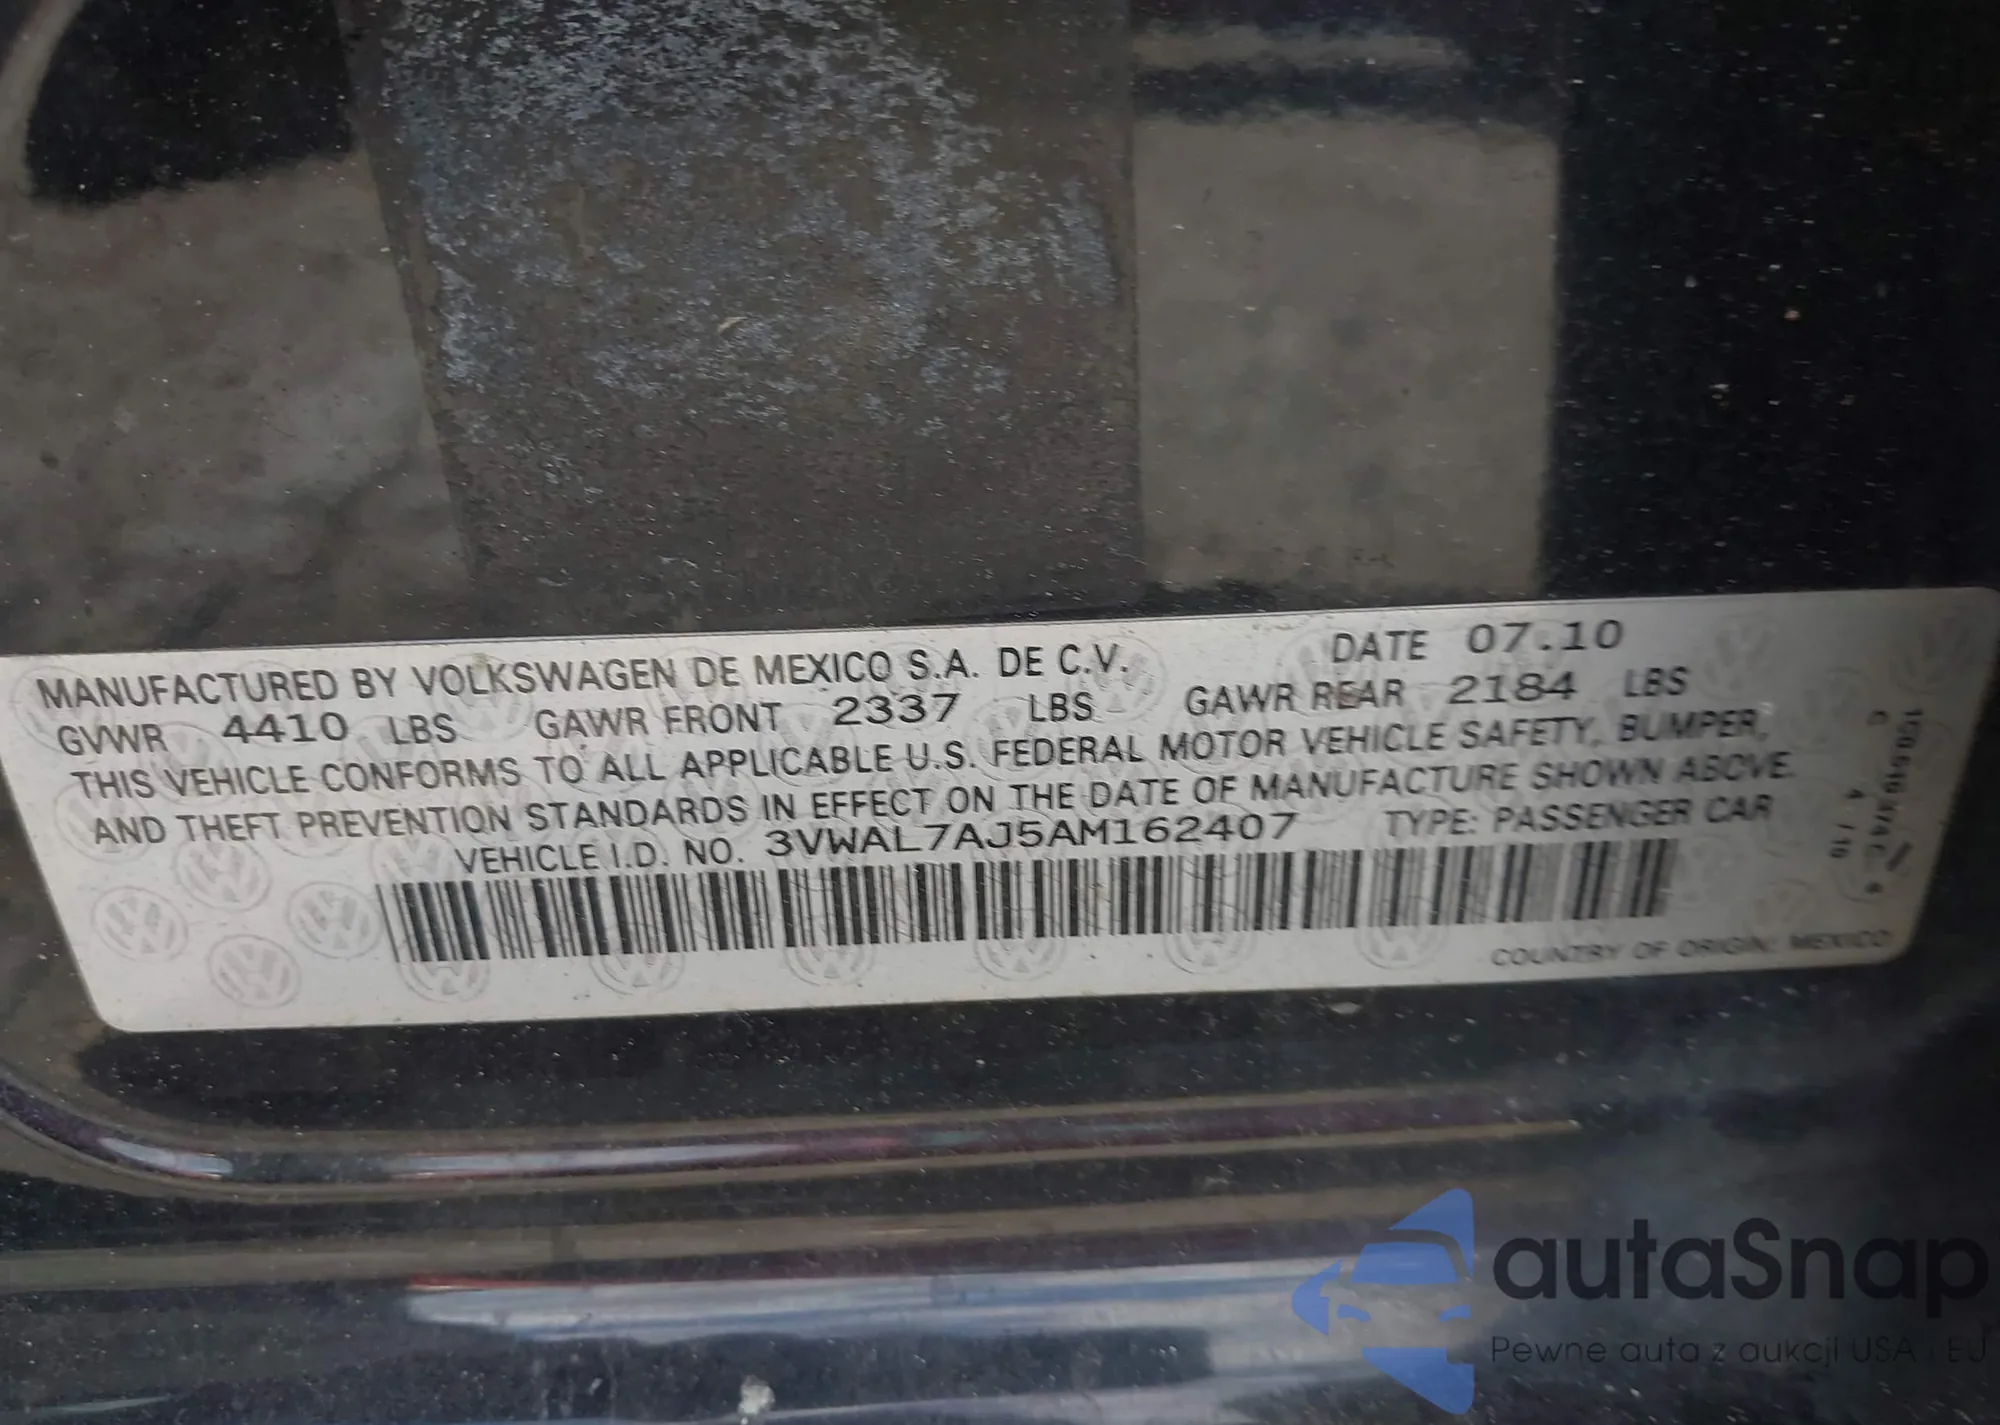 MANUFACTURED BY VOLKSWAGEN DE MEXICO S.A. DE C.V. DATE 07.10
GVWR 4410 LBS GAWR FRONT 2337 LBS GAWR REAR 2184 LBS
THIS VEHICLE CONFORMS TO ALL APPLICABLE U.S. FEDERAL MOTOR VEHICLE SAFETY, BUMPER,
AND THEFT PREVENTION STANDARDS IN EFFECT ON THE DATE OF MANUFACTURE SHOWN ABOVE.
VEHICLE I.D. NO. 3VWAL7AJ5AM162407 TYPE: PASSENGER CAR
COUNTRY OF ORIGIN: MEXICO
autaSnap
Pewne auta z aukcji USA i EU